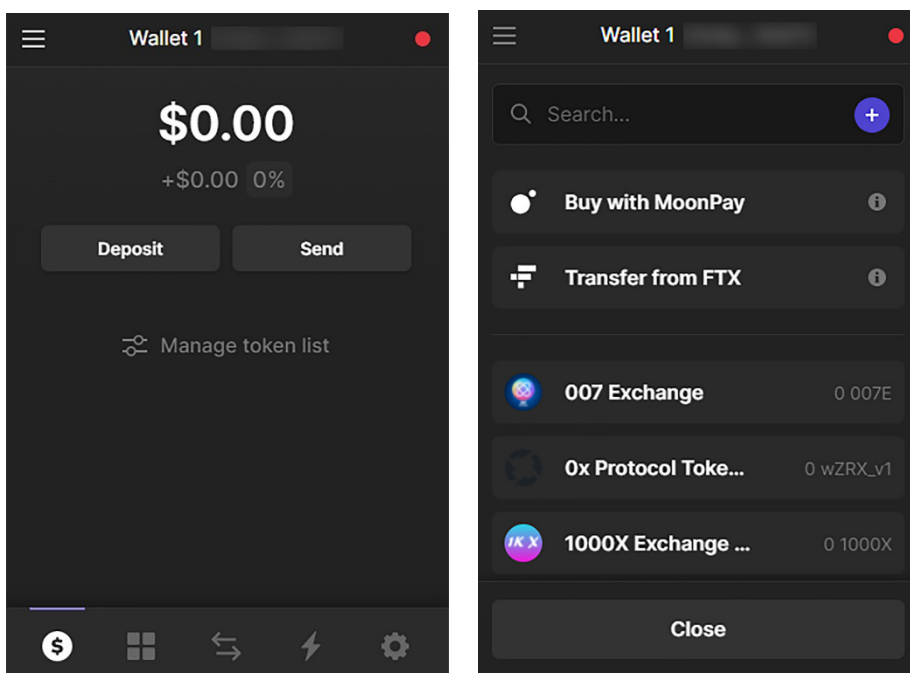 Wallet 1
$0.00
+$0.00 0%
Deposit Send
Manage token list
$
Wallet 1
Search...
+
Buy with MoonPay
Transfer from FTX
007 Exchange 0 007E
0x Protocol Toke... 0 wZRX_v1
1K X 1000X Exchange ... 0 1000X
Close